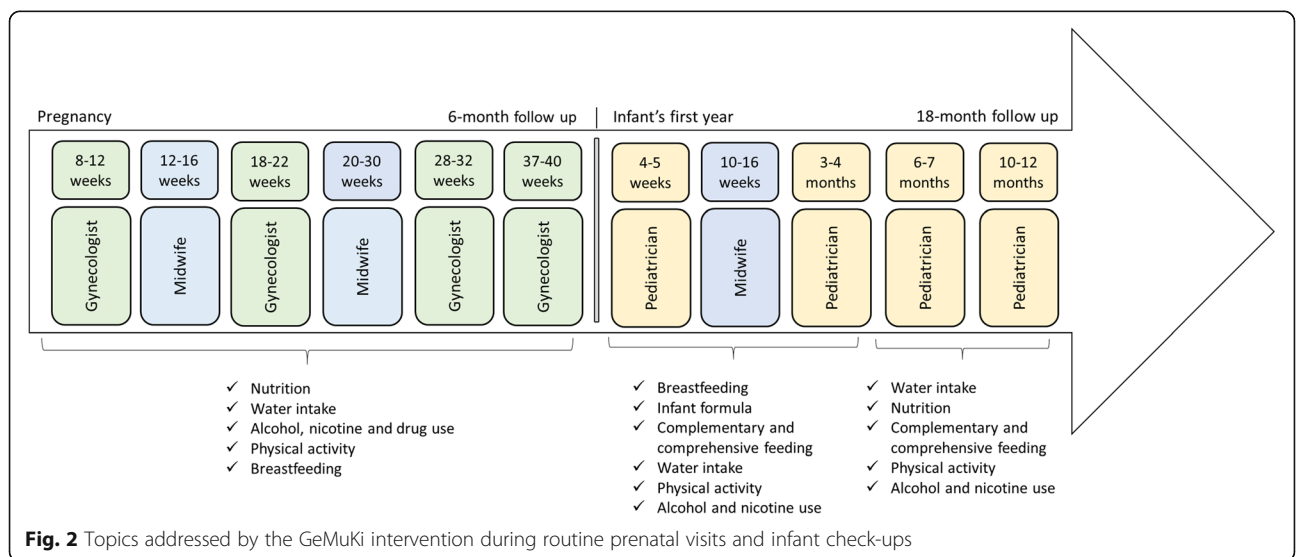 Pregnancy
6-month follow up
Infant's first year
18-month follow up
8-12
weeks
12-16
weeks
18-22
weeks
20-30
weeks
28-32
weeks
37-40
weeks
4-5
weeks
10-16
weeks
3-4
months
6-7
months
10-12
months
Gynecologist
Midwife
Gynecologist
Midwife
Gynecologist
Gynecologist
Pediatrician
Midwife
Pediatrician
Pediatrician
Pediatrician
✓ Nutrition
✓ Water intake
✓ Alcohol, nicotine and drug use
✓ Physical activity
✓ Breastfeeding
✓ Breastfeeding
✓ Infant formula
✓ Complementary and
comprehensive feeding
✓ Water intake
✓ Physical activity
✓ Alcohol and nicotine use
✓ Water intake
✓ Nutrition
✓ Complementary and
comprehensive feeding
✓ Physical activity
✓ Alcohol and nicotine use
Fig. 2 Topics addressed by the GeMuKi intervention during routine prenatal visits and infant check-ups